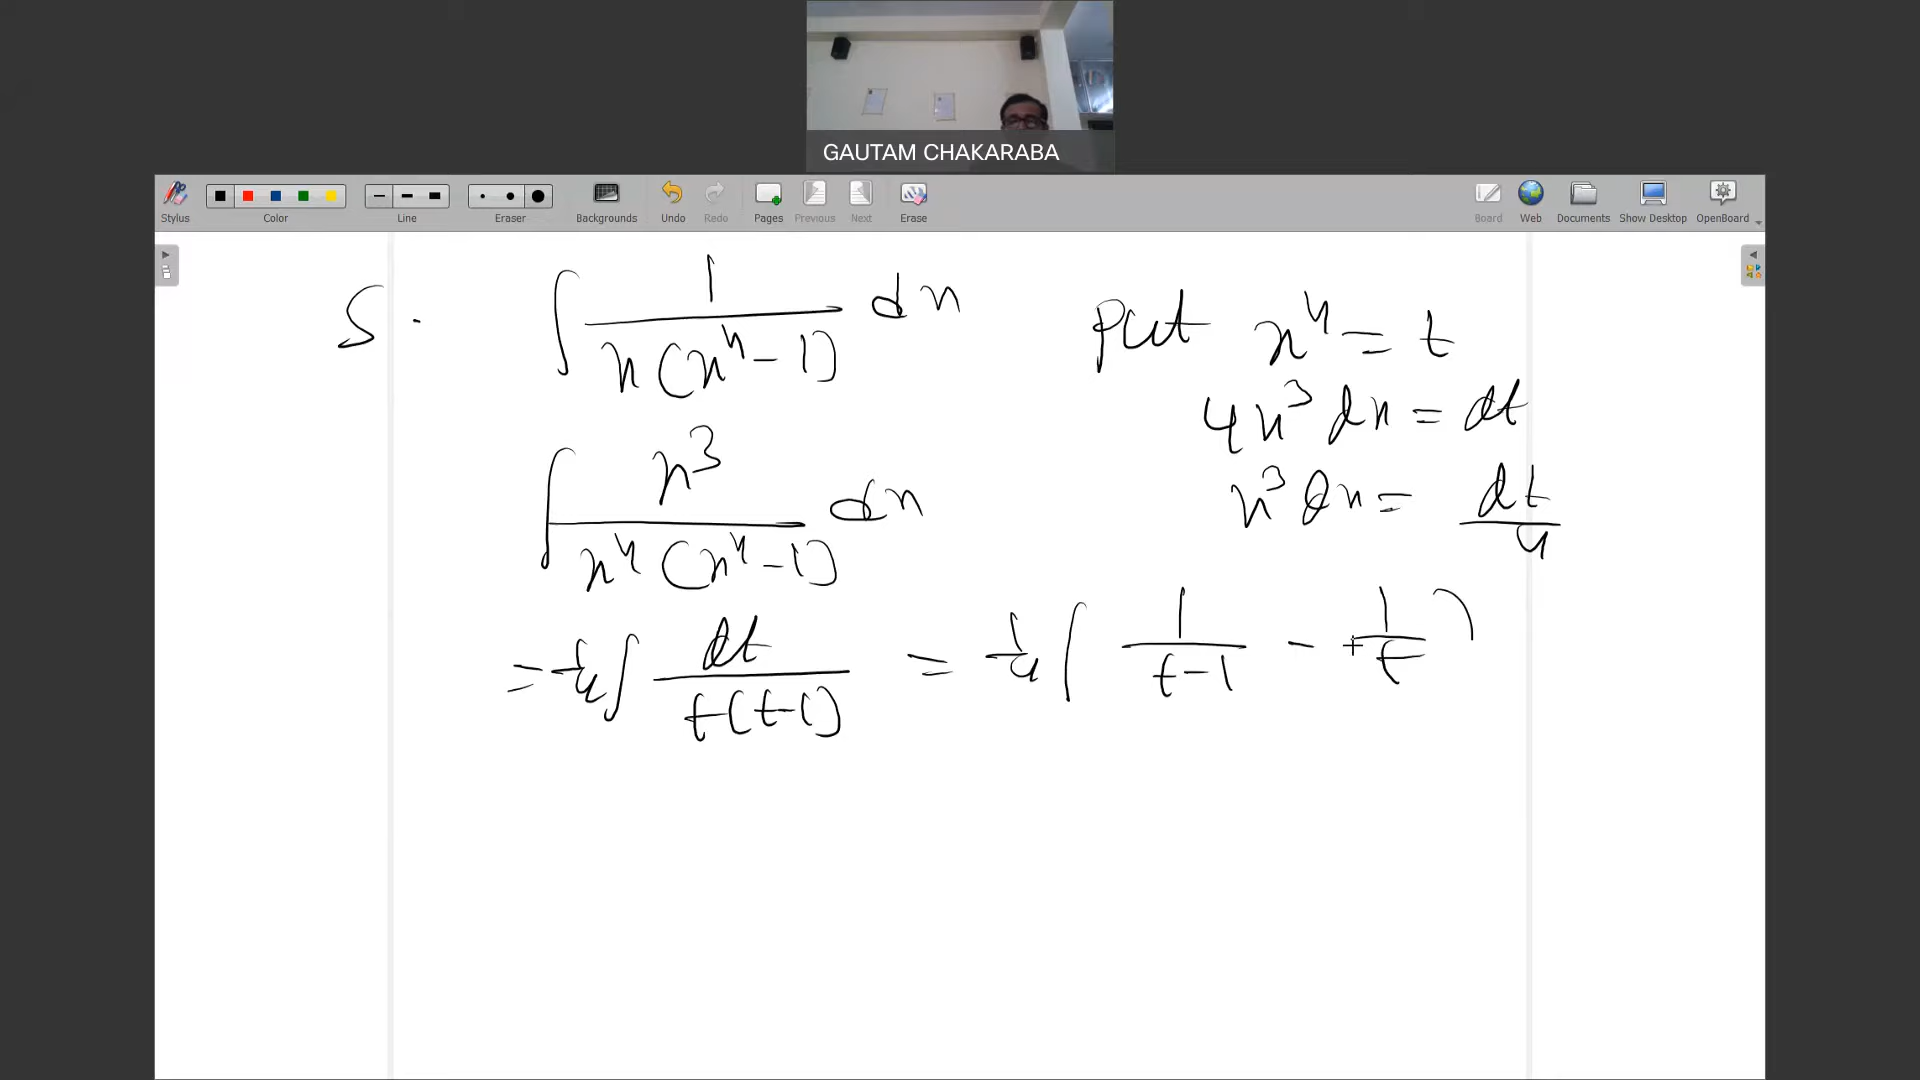 GAUTAM CHAKARABA
Stylus Color Line Eraser Backgrounds Undo Redo Pages Previous Next Erase Board Web Documents Show Desktop OpenBoard
5. ∫ 1/(x(x⁴-1)) dx put x⁴ = t
4x³ dx = dt
∫ x³/(x⁴(x⁴-1)) dx x³ dx = dt/4
= 1/4 ∫ dt/(t(t-1)) = 1/4 ( 1/(t-1) - 1/t )